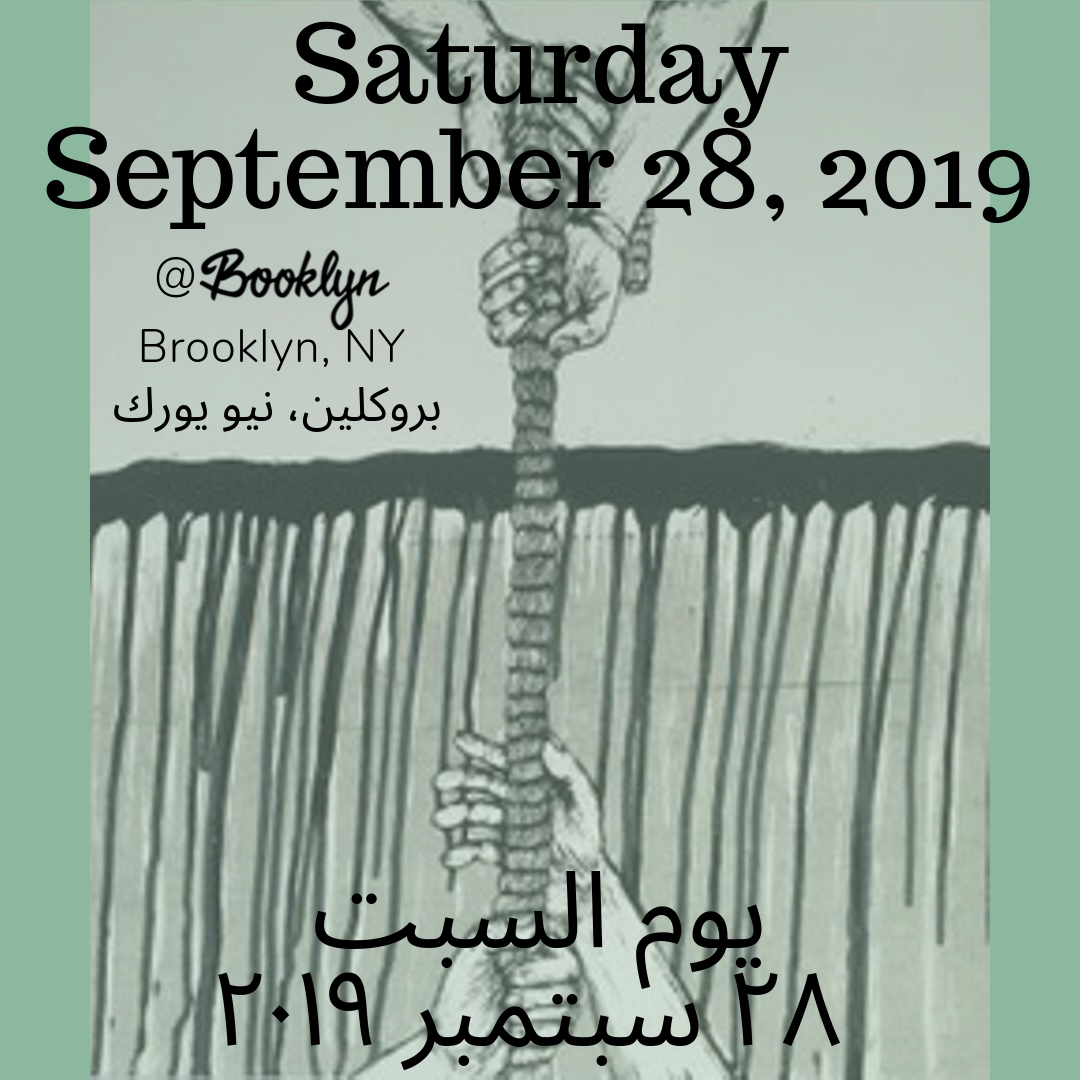 Saturday
September 28, 2019
@Booklyn
Brooklyn, NY
بروكلين، نيو يورك
يوم السبت
٢٨ سبتمبر ٢٠١٩